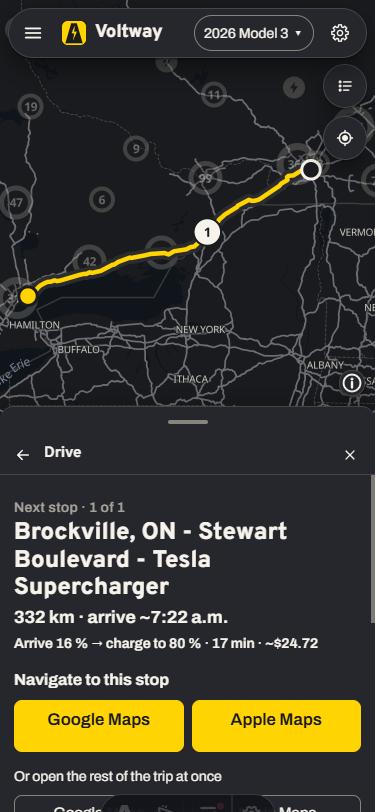 Voltway
2026 Model 3
19
11
9
99
47
6
1
42
VERMO
HAMILTON
BUFFALO
NEW YORK
ke Erie
ITHACA
ALBANY
Drive
Next stop · 1 of 1
Brockville, ON - Stewart
Boulevard - Tesla
Supercharger
332 km · arrive ~7:22 a.m.
Arrive 16 % → charge to 80 % · 17 min · ~$24.72
Navigate to this stop
Google Maps
Apple Maps
Or open the rest of the trip at once